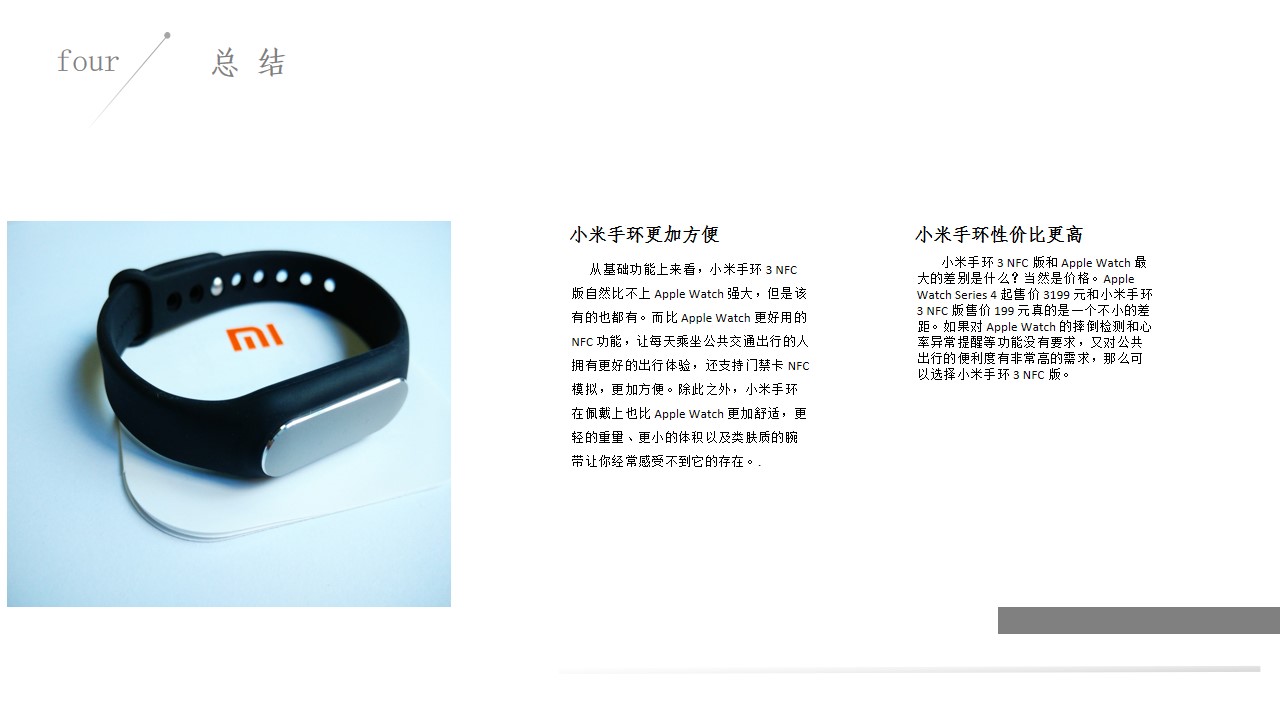 four
总 结
MI
小米手环更加方便
从基础功能上来看，小米手环 3 NFC
版自然比不上 Apple Watch 强大，但是该
有的也都有。而比 Apple Watch 更好用的
NFC 功能，让每天乘坐公共交通出行的人
拥有更好的出行体验，还支持门禁卡 NFC
模拟，更加方便。除此之外，小米手环
在佩戴上也比 Apple Watch 更加舒适，更
轻的重量、更小的体积以及类肤质的腕
带让你经常感受不到它的存在。.
小米手环性价比更高
小米手环 3 NFC 版和 Apple Watch 最
大的差别是什么？当然是价格。Apple
Watch Series 4 起售价 3199 元和小米手环
3 NFC 版售价 199 元真的是一个不小的差
距。如果对 Apple Watch 的摔倒检测和心
率异常提醒等功能没有要求，又对公共
出行的便利度有非常高的需求，那么可
以选择小米手环 3 NFC 版。